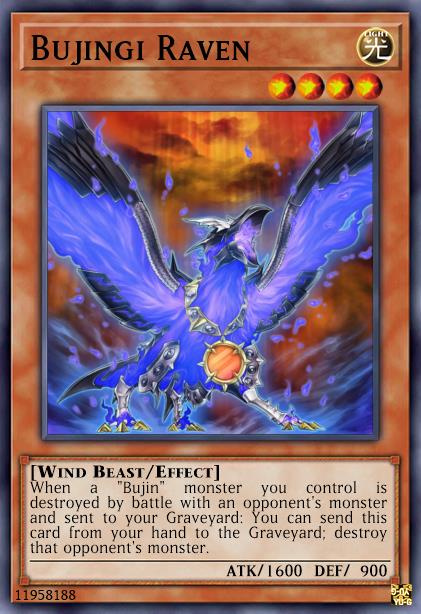 Bujingi Raven
LIGHT
光
[Wind Beast/Effect]
When a "Bujin" monster you control is
destroyed by battle with an opponent's monster
and sent to your Graveyard: You can send this
card from your hand to the Graveyard; destroy
that opponent's monster.
ATK/1600 DEF/ 900
11958188